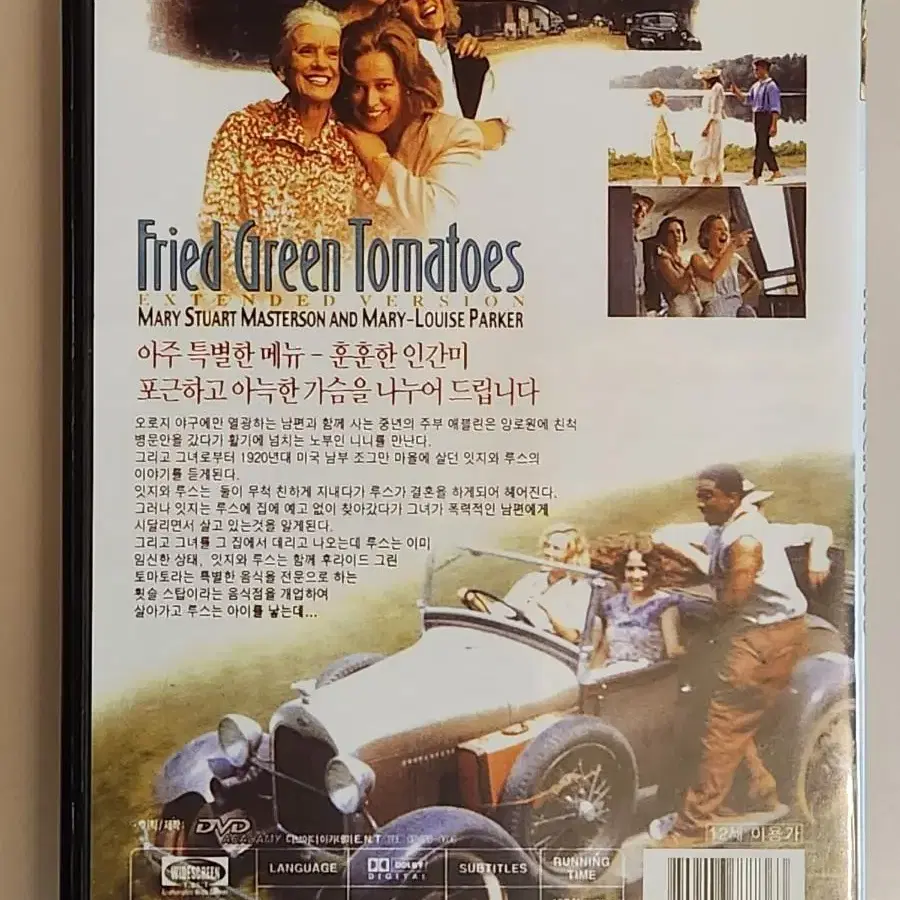 Fried Green Tomatoes
EXTENDED VERSION
MARY STUART MASTERSON AND MARY-LOUISE PARKER
아주 특별한 메뉴 - 훈훈한 인간미
포근하고 아늑한 가슴을 나누어 드립니다
오로지 야구에만 열광하는 남편과 함께 사는 중년의 주부 애블린은 양로원에 친척
병문안을 갔다가 활기에 넘치는 노부인 니니를 만난다.
그리고 그녀로부터 1920년대 미국 남부 조그만 마을에 살던 잇지와 루스의
이야기를 듣게된다.
잇지와 루스는 둘이 무척 친하게 지내다가 루스가 결혼을 하게되어 헤어진다.
그러나 잇지는 루스에 집에 예고 없이 찾아갔다가 그녀가 폭력적인 남편에게
시달리면서 살고 있는것을 알게된다.
그리고 그녀를 그 집에서 데리고 나오는데 루스는 이미
임신한 상태, 잇지와 루스는 함께 후라이드 그린
토마토라는 특별한 음식을 전문으로 하는
휫슬 스탑이라는 음식점을 개업하여
살아가고 루스는 아이를 낳는데...
기획/제작: DVD
12세 이용가
WIDESCREEN
LANGUAGE
DOLBY
DIGITAL
SUBTITLES
RUNNING
TIME